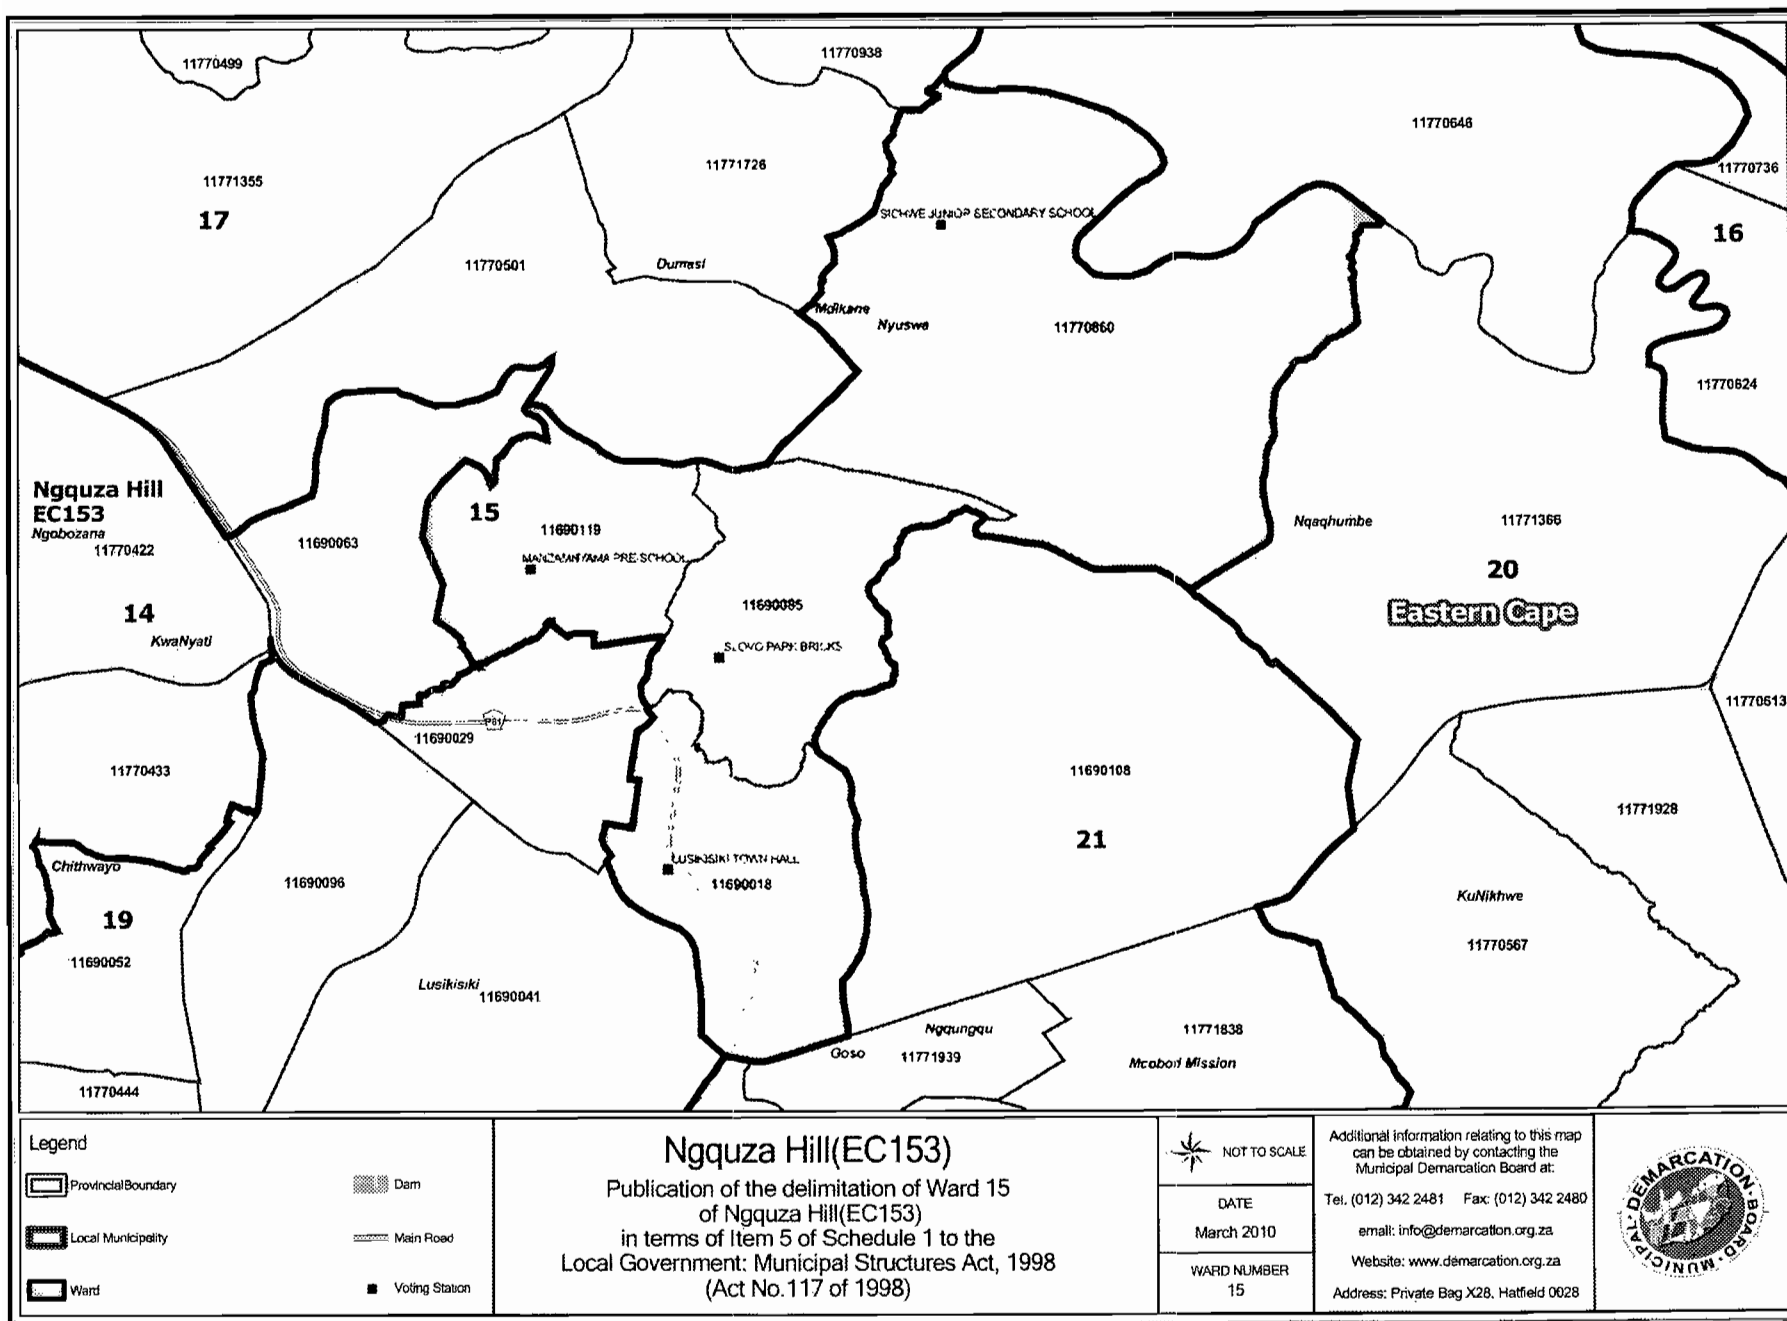 11770499
11770938
11770646
11771726
11770736
11771355
17
SICHWE JUNIOR SECONDARY SCHOOL
16
11770501
Dumasi
Mdikane
Nyuswa
11770860
11770624
Ngquza Hill
EC153
Ngobozana
11770422
15
11690063
11690119
MANZAMNYAMA PRE-SCHOOL
Nqaqhumbe
11771366
20
Eastern Cape
14
KwaNyati
11690085
SLOVO PARK BRICKS
11770613
P81
11690029
11770433
11690108
21
11771928
Chithwayo
11690096
LUSIKISIKI TOWN HALL
11690018
KuNikhwe
19
11770567
11690052
Lusikisiki
11690041
Ngqungqu
11771838
Goso
11771939
11770444
Legend
Provincial Boundary
Local Municipality
Ward
Dam
Main Road
Voting Station
Ngquza Hill(EC153)
Publication of the delimitation of Ward 15
of Ngquza Hill(EC153)
in terms of Item 5 of Schedule 1 to the
Local Government: Municipal Structures Act, 1998
(Act No.117 of 1998)
NOT TO SCALE
DATE
March 2010
WARD NUMBER
15
Additional information relating to this map
can be obtained by contacting the
Municipal Demarcation Board at:
Tel. (012) 342 2481 Fax: (012) 342 2480
email: info@demarcation.org.za
Website: www.demarcation.org.za
Address: Private Bag X28, Hatfield 0028
MUNICIPAL DEMARCATION BOARD